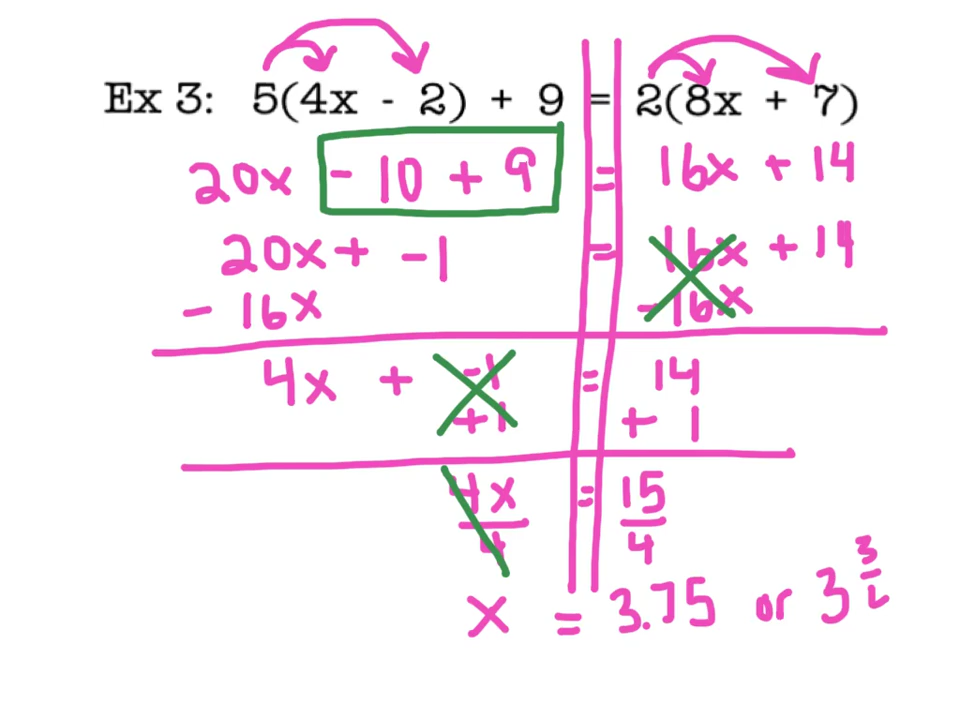 Ex 3: 5(4x - 2) + 9 = 2(8x + 7)
20x - 10 + 9 = 16x + 14
20x + -1 = 16x + 14
- 16x - 16x
4x + -1 = 14
+1 + 1
4x = 15
4 4
x = 3.75 or 3 3/